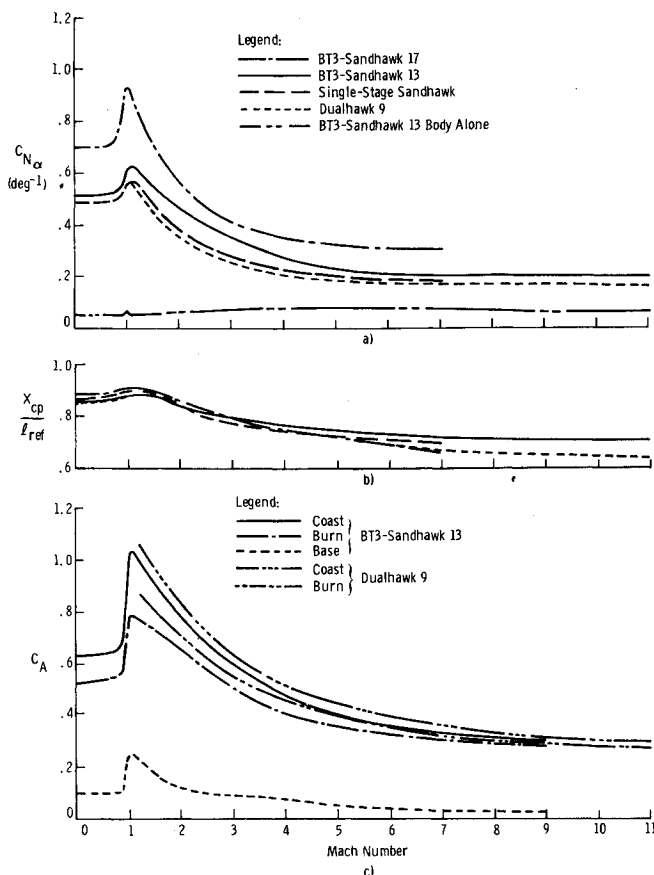 1.2
Legend:
BT3-Sandhawk 17
BT3-Sandhawk 13
Single-Stage Sandhawk
Dualhawk 9
BT3-Sandhawk 13 Body Alone
1.0
.8
C_Nα
(deg-1)
.6
.4
.2
0
a)
1.0
X_cp
ℓ_ref
.8
.6
b)
Legend:
Coast
Burn } BT3-Sandhawk 13
Base
Coast
Burn } Dualhawk 9
1.2
1.0
.8
C_A
.6
.4
.2
0
0 1 2 3 4 5 6 7 8 9 10 11
Mach Number
c)